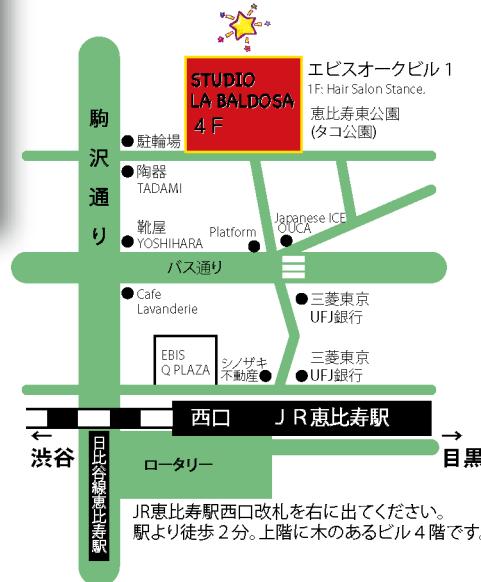 STUDIO
LA BALDOSA
4F
エビスオークビル1
1F: Hair Salon Stance.
恵比寿東公園
(タコ公園)
駒沢通り
駐輪場
陶器
TADAMI
靴屋
YOSHIHARA
Platform
Japanese ICE
OUCA
バス通り
Cafe
Lavanderie
三菱東京
UFJ銀行
EBIS
Q PLAZA
シノザキ
不動産
三菱東京
UFJ銀行
西口 JR恵比寿駅
←
渋谷
→
目黒
日比谷線恵比寿駅
ロータリー
JR恵比寿駅西口改札を右に出てください。
駅より徒歩2分。上階に木のあるビル4階です。